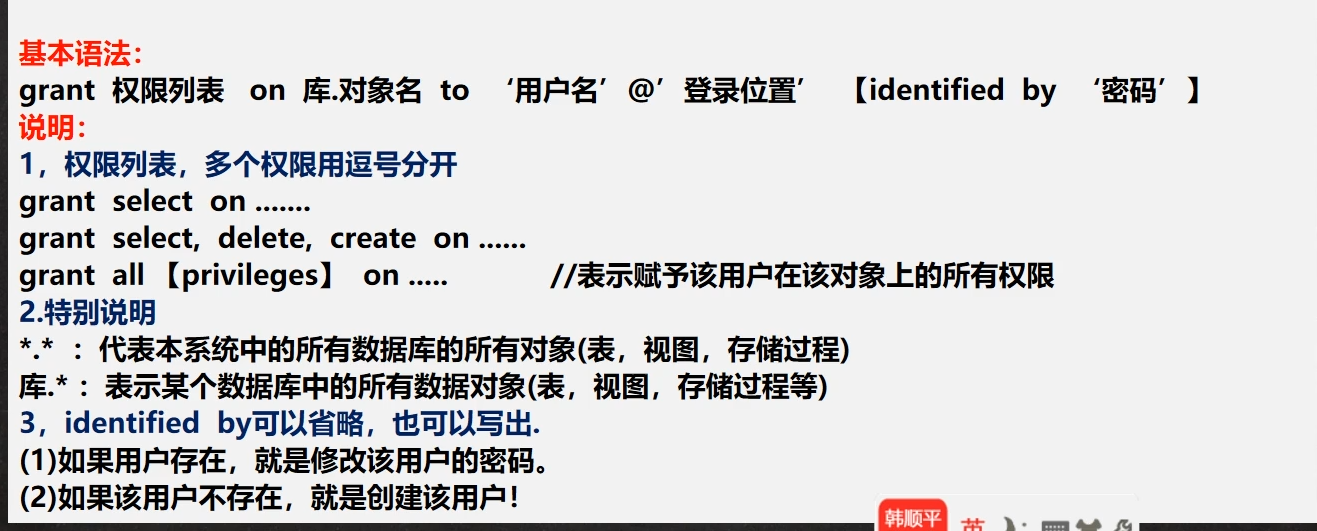 基本语法：
grant 权限列表 on 库.对象名 to ‘用户名’ @’ 登录位置’ 【identified by ‘密码’ 】
说明：
1，权限列表，多个权限用逗号分开
grant select on .......
grant select, delete, create on ......
grant all 【privileges】 on ..... //表示赋予该用户在该对象上的所有权限
2.特别说明
*.* ：代表本系统中的所有数据库的所有对象(表，视图，存储过程)
库.* ：表示某个数据库中的所有数据对象(表，视图，存储过程等)
3，identified by可以省略，也可以写出.
(1)如果用户存在，就是修改该用户的密码。
(2)如果该用户不存在，就是创建该用户！
韩顺平
英